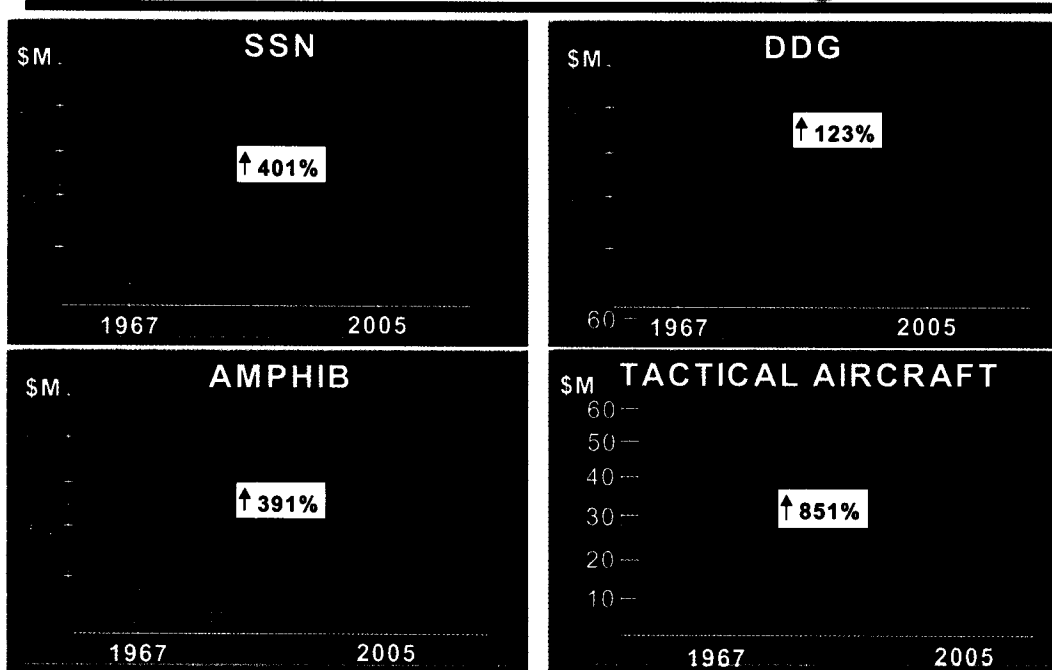 SSN
$M
↑ 401%
1967 2005
DDG
$M
↑ 123%
60
1967 2005
AMPHIB
$M
↑ 391%
1967 2005
TACTICAL AIRCRAFT
$M
60
50
40
30
20
10
↑ 851%
1967 2005